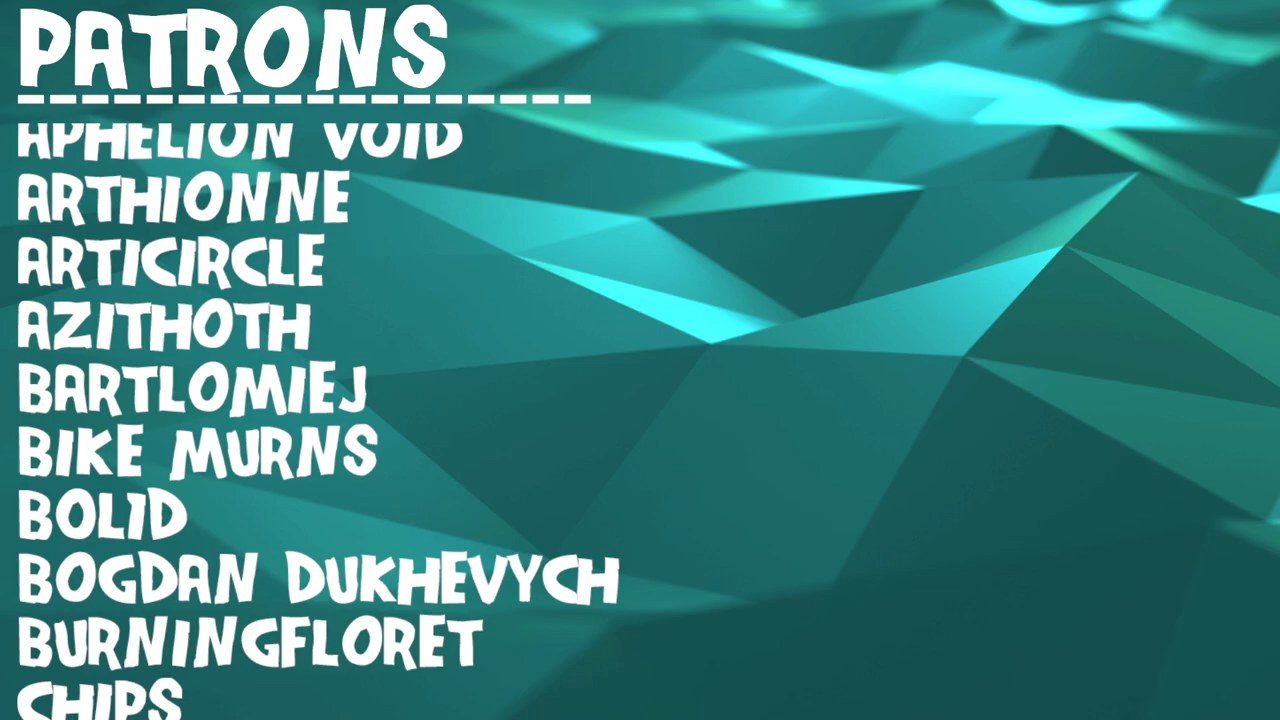 PATRONS
APHELION VOID
ARTHIONNE
ARTICIRCLE
AZITHOTH
BARTLOMIEJ
BIKE MURNS
BOLID
BOGDAN DUKHEVYCH
BURNINGFLORET
CHIPS